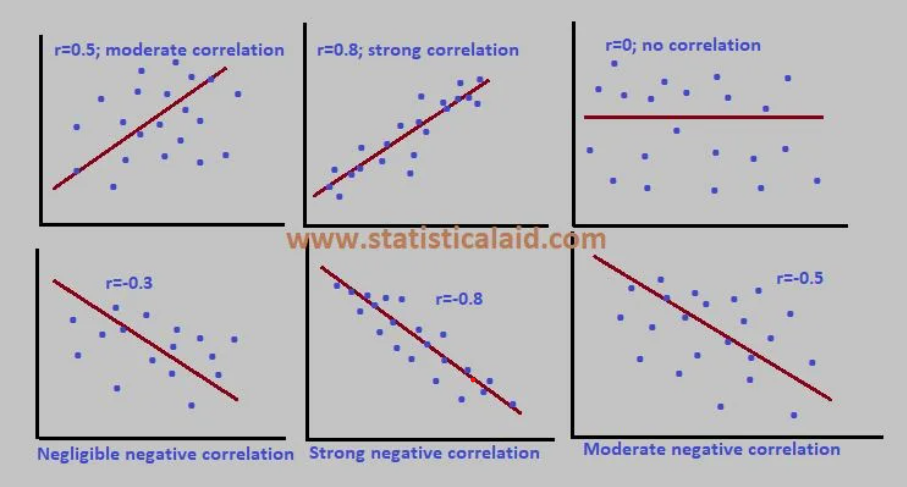 r=0.5; moderate correlation
r=0.8; strong correlation
r=0; no correlation
www.statisticalaid.com
r=-0.3
r=-0.8
r=-0.5
Negligible negative correlation
Strong negative correlation
Moderate negative correlation